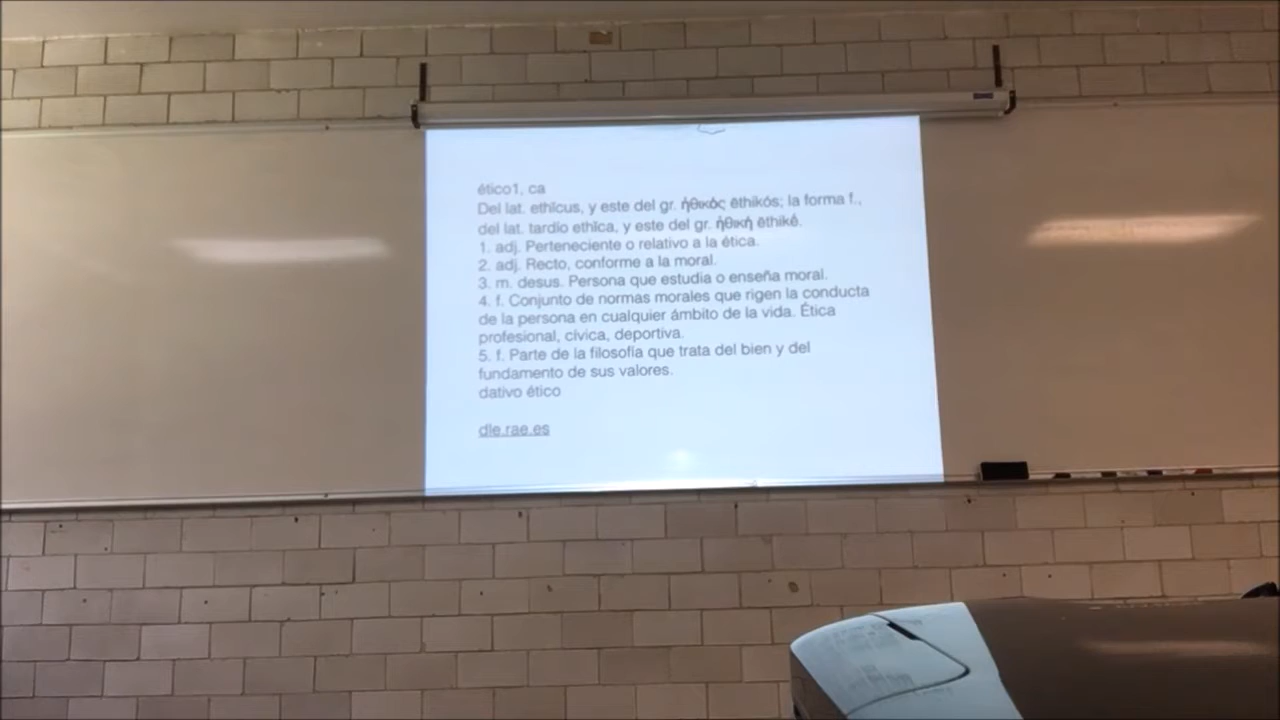 ético1, ca
Del lat. ethĭcus, y este del gr. ἠθικός ēthikós; la forma f.,
del lat. tardío ethĭca, y este del gr. ἠθική ēthikḗ.
1. adj. Perteneciente o relativo a la ética.
2. adj. Recto, conforme a la moral.
3. m. desus. Persona que estudia o enseña moral.
4. f. Conjunto de normas morales que rigen la conducta
de la persona en cualquier ámbito de la vida. Ética
profesional, cívica, deportiva.
5. f. Parte de la filosofía que trata del bien y del
fundamento de sus valores.
dativo ético
dle.rae.es